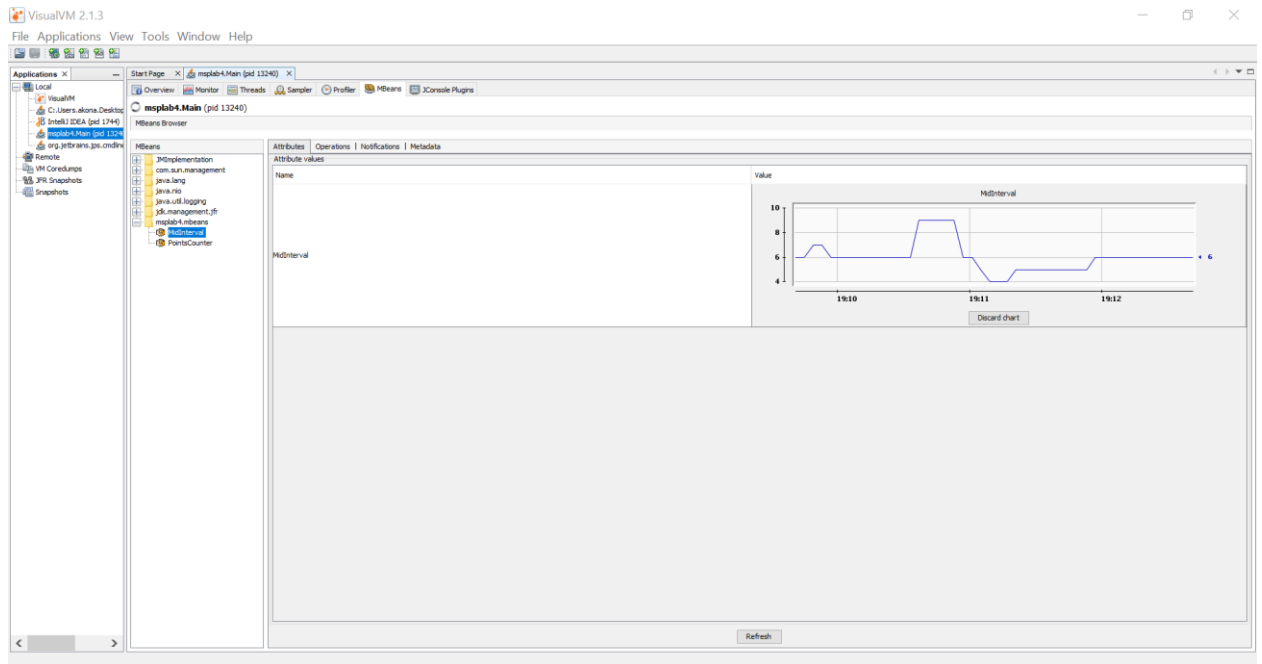 VisualVM 2.1.3
File Applications View Tools Window Help
Applications
Local
VisualVM
C:.Users.akona.Desktop
IntelliJ IDEA (pid 1744)
msplab4.Main (pid 1324
org.jetbrains.jps.cmdline
Remote
VM Coredumps
JFR Snapshots
Snapshots
Start Page msplab4.Main (pid 13240)
Overview Monitor Threads Sampler Profiler MBeans JConsole Plugins
msplab4.Main (pid 13240)
MBeans Browser
MBeans
JMImplementation
com.sun.management
java.lang
java.nio
java.util.logging
jdk.management.jfr
msplab4.mbeans
MidInterval
PointsCounter
Attributes Operations Notifications Metadata
Attribute values
Name Value
MidInterval
MidInterval
10
8
6
4
6
19:10 19:11 19:12
Discard chart
Refresh